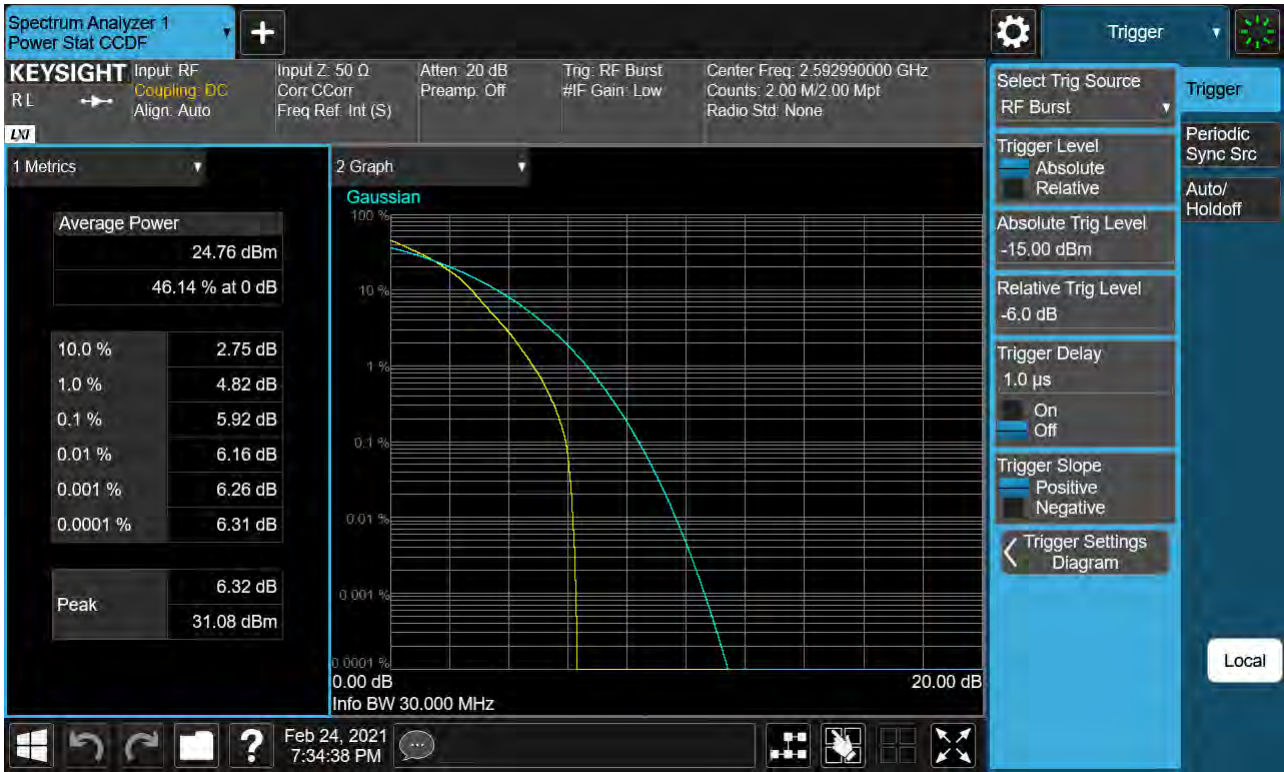 Spectrum Analyzer 1
Power Stat CCDF
Trigger
KEYSIGHT
R L
LXI
Input: RF
Coupling: DC
Align: Auto
Input Z: 50 Ω
Corr CCorr
Freq Ref: Int (S)
Atten: 20 dB
Preamp: Off
Trig: RF Burst
#IF Gain: Low
Center Freq: 2.592990000 GHz
Counts: 2.00 M/2.00 Mpt
Radio Std: None
1 Metrics
Average Power
24.76 dBm
46.14 % at 0 dB
10.0 % 2.75 dB
1.0 % 4.82 dB
0.1 % 5.92 dB
0.01 % 6.16 dB
0.001 % 6.26 dB
0.0001 % 6.31 dB
Peak
6.32 dB
31.08 dBm
2 Graph
Gaussian
100 %
10 %
1 %
0.1 %
0.01 %
0.001 %
0.0001 %
0.00 dB 20.00 dB
Info BW 30.000 MHz
Select Trig Source
RF Burst
Trigger Level
Absolute
Relative
Absolute Trig Level
-15.00 dBm
Relative Trig Level
-6.0 dB
Trigger Delay
1.0 µs
On
Off
Trigger Slope
Positive
Negative
Trigger Settings
Diagram
Trigger
Periodic
Sync Src
Auto/
Holdoff
Local
?
Feb 24, 2021
7:34:38 PM